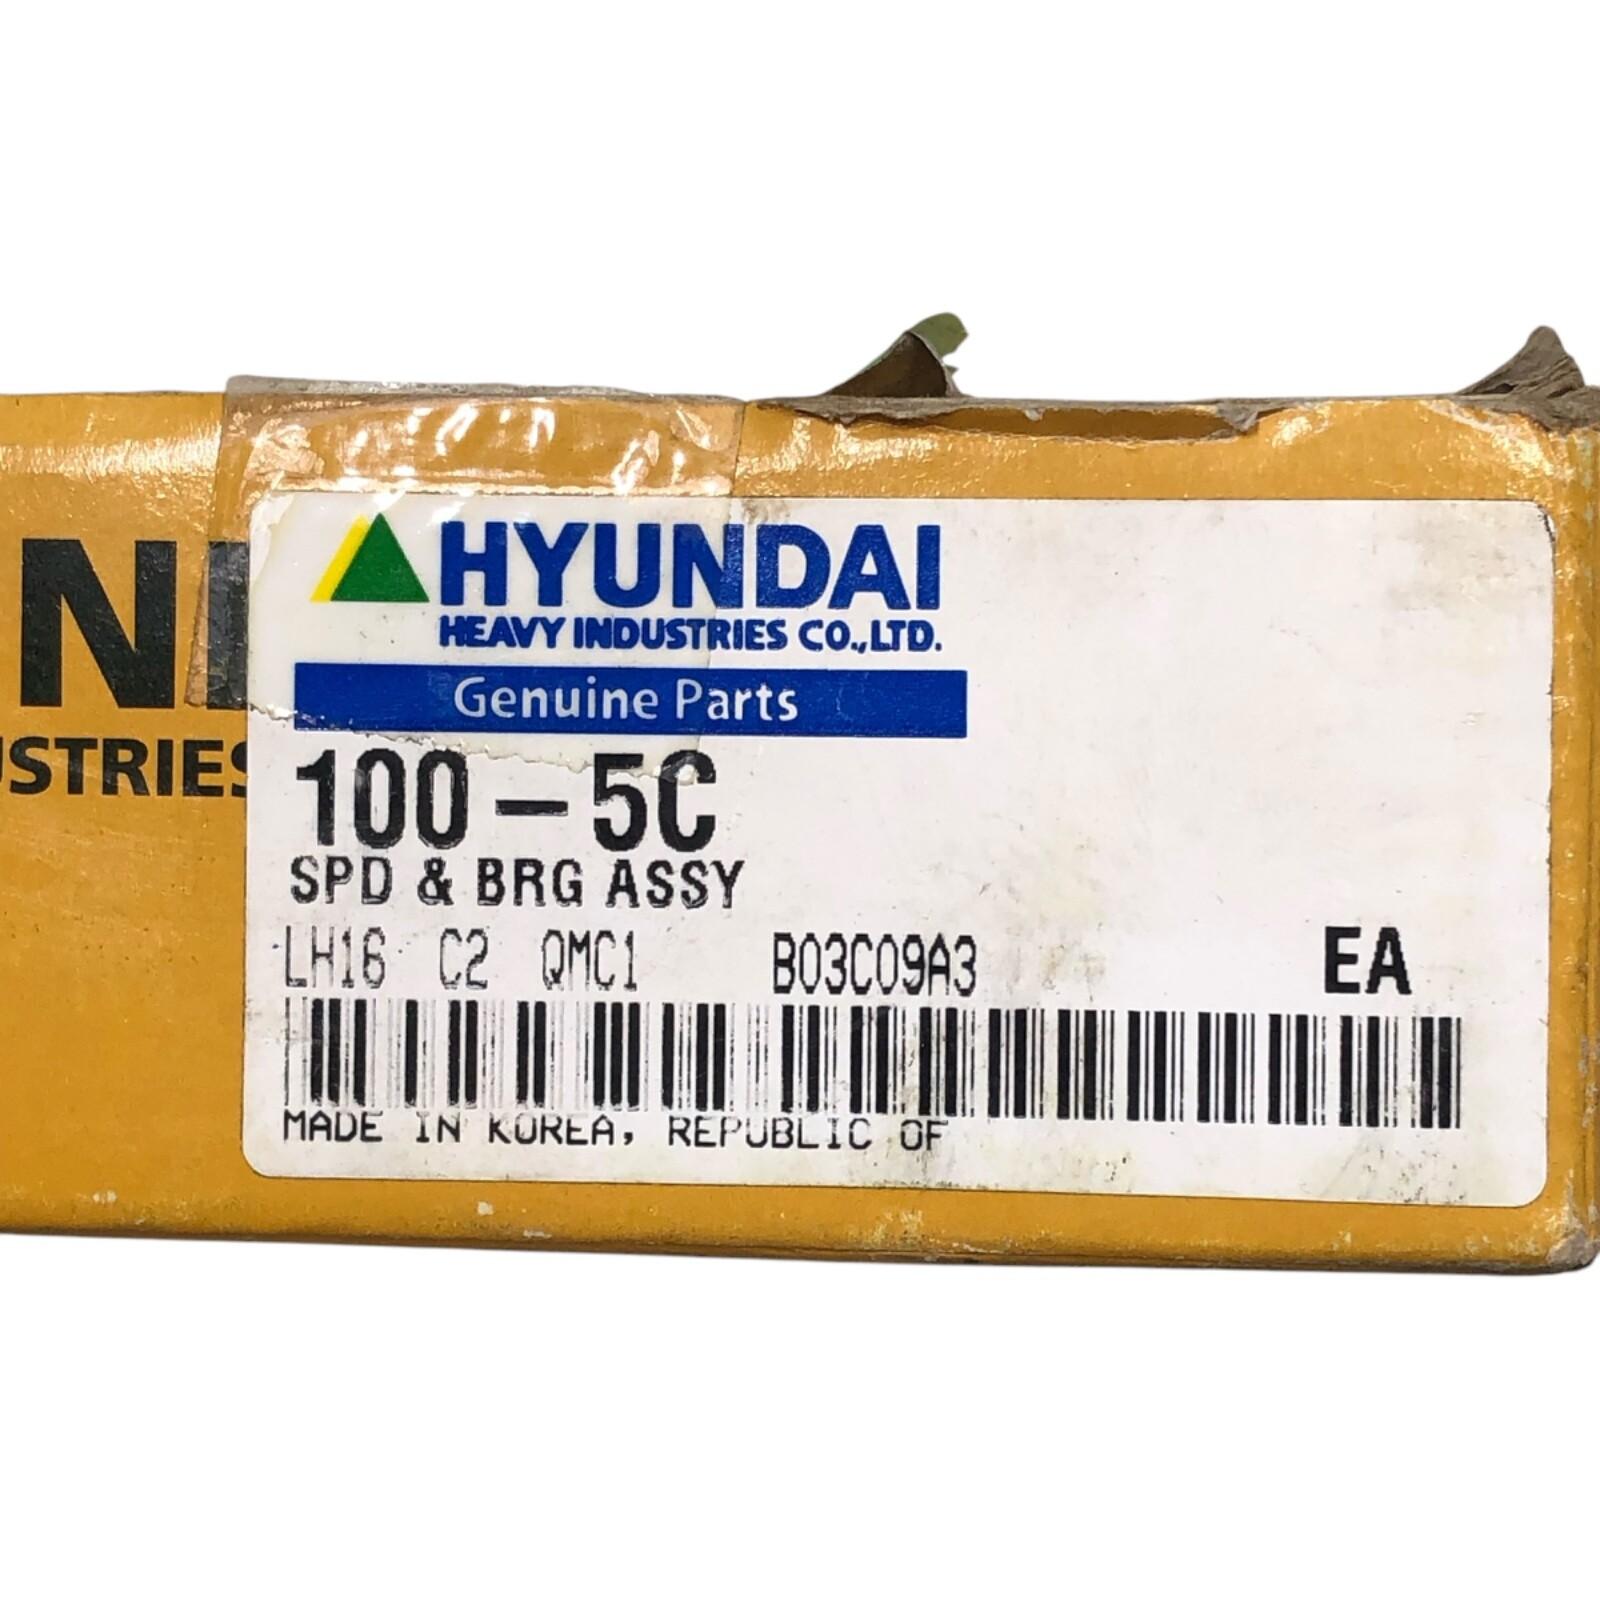 NI
USTRIES
HYUNDAI
HEAVY INDUSTRIES CO.,LTD.
Genuine Parts
100-5C
SPD & BRG ASSY
LH16 C2 QMC1 B03C09A3 EA
MADE IN KOREA, REPUBLIC OF